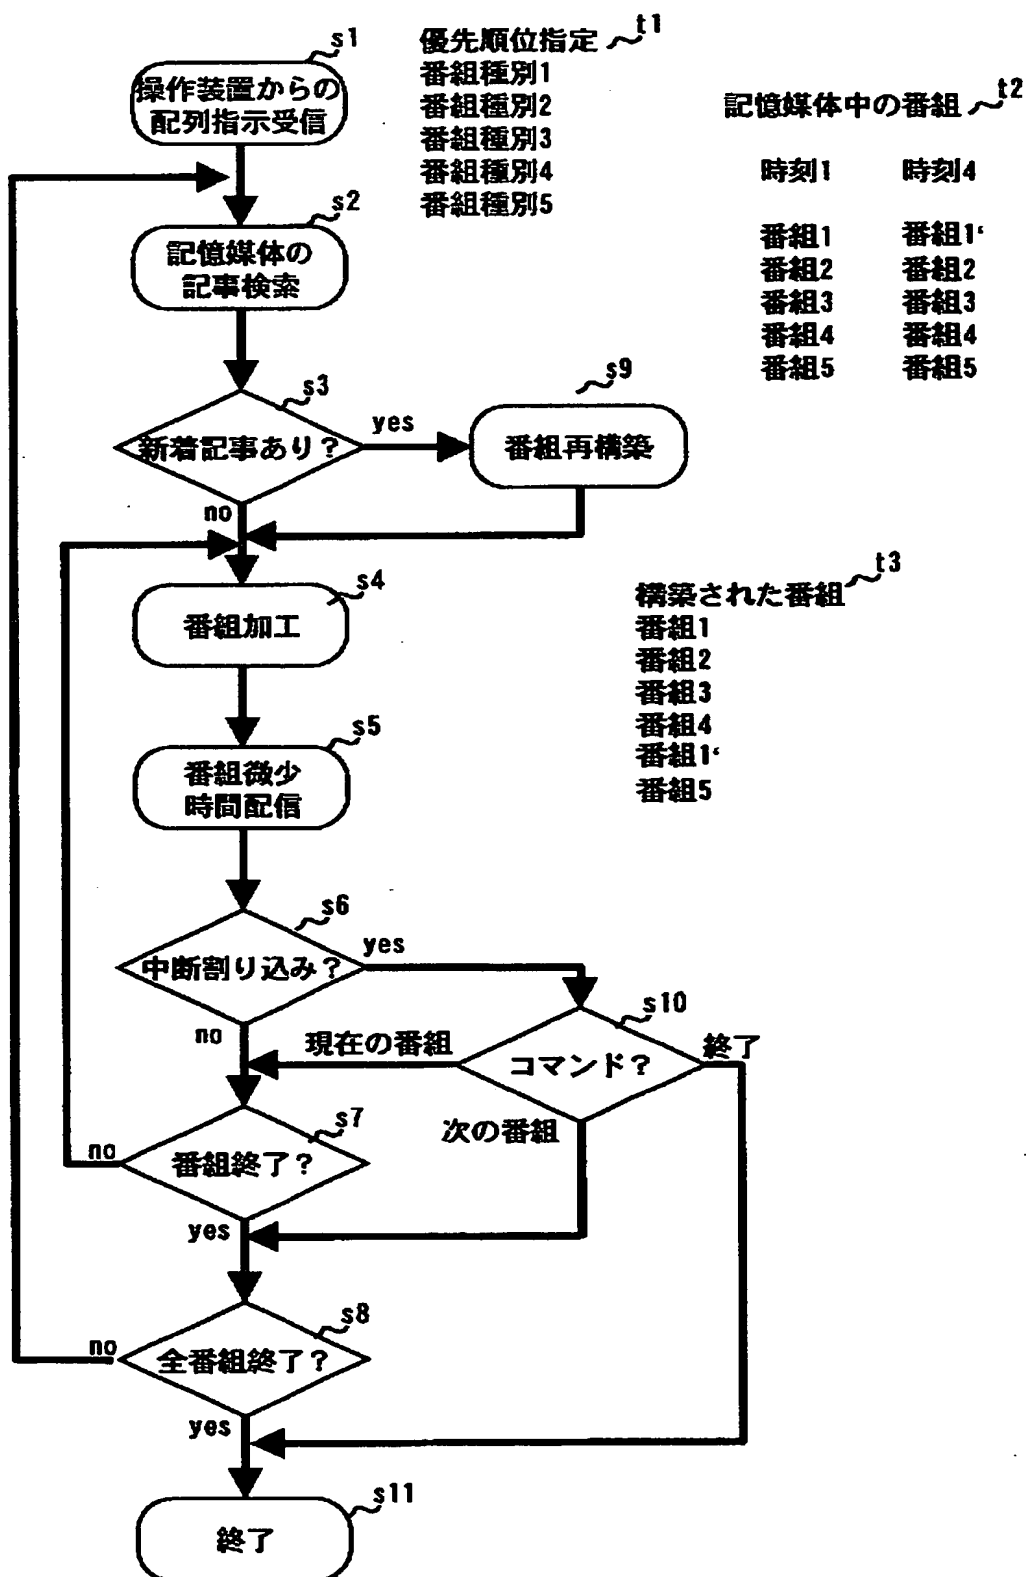 s1
操作装置からの
配列指示受信
優先順位指定 t1
番組種別1
番組種別2
番組種別3
番組種別4
番組種別5
記憶媒体中の番組 t2
時刻1 時刻4
番組1 番組1‘
番組2 番組2
番組3 番組3
番組4 番組4
番組5 番組5
s2
記憶媒体の
記事検索
s3
新着記事あり?
yes
no
s9
番組再構築
s4
番組加工
構築された番組 t3
番組1
番組2
番組3
番組4
番組1‘
番組5
s5
番組微少
時間配信
s6
中断割り込み?
yes
no
s10
コマンド?
現在の番組
終了
次の番組
s7
番組終了?
no
yes
s8
全番組終了?
no
yes
s11
終了